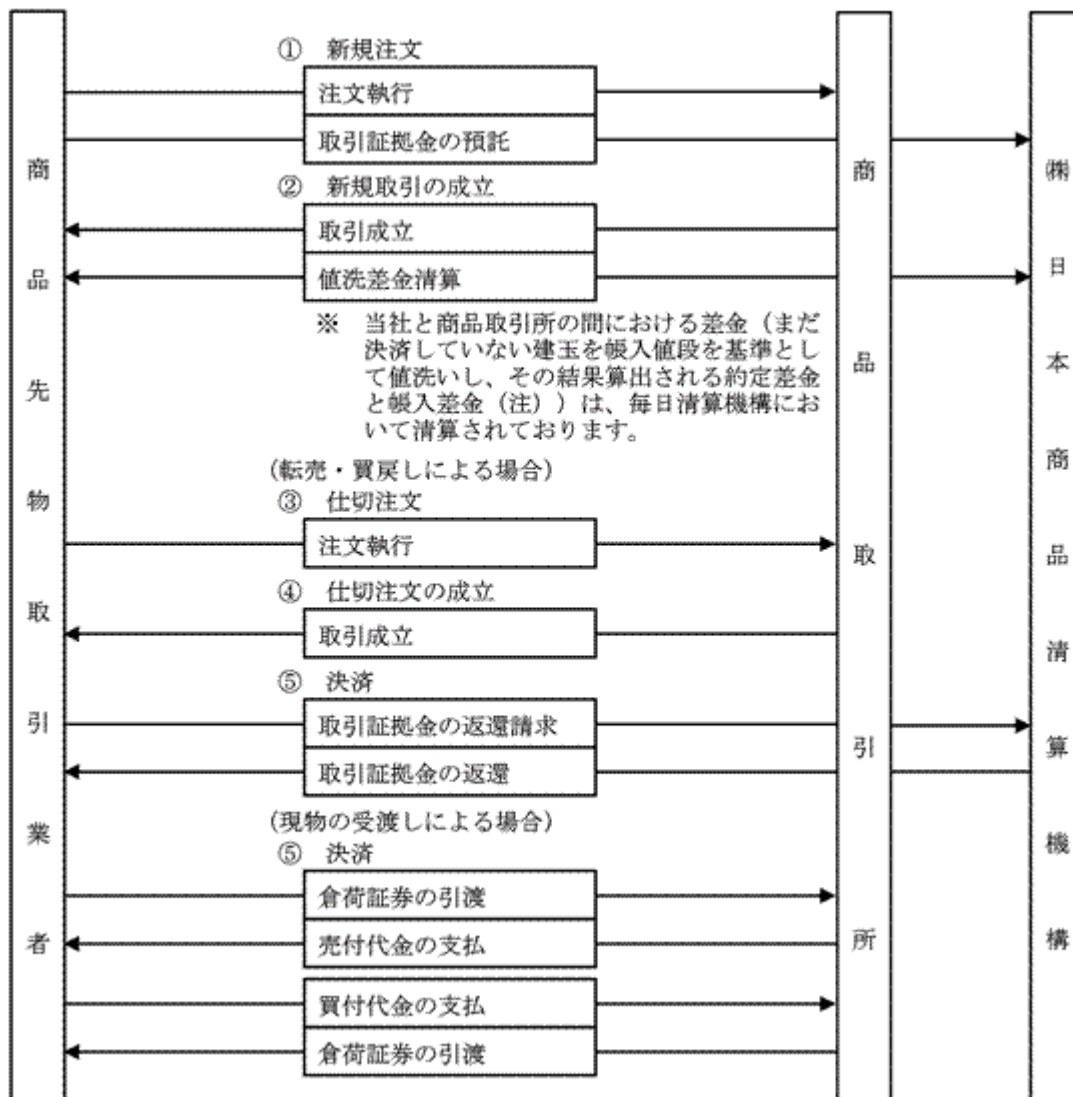 商品先物取引業者
商品取引所
㈱日本商品清算機構
① 新規注文
注文執行
取引証拠金の預託
② 新規取引の成立
取引成立
値洗差金清算
※ 当社と商品取引所の間における差金（まだ
決済していない建玉を帳入値段を基準とし
て値洗いし、その結果算出される約定差金
と帳入差金（注））は、毎日清算機構にお
いて清算されております。
(転売・買戻しによる場合)
③ 仕切注文
注文執行
④ 仕切注文の成立
取引成立
⑤ 決済
取引証拠金の返還請求
取引証拠金の返還
(現物の受渡しによる場合)
⑤ 決済
倉荷証券の引渡
売付代金の支払
買付代金の支払
倉荷証券の引渡